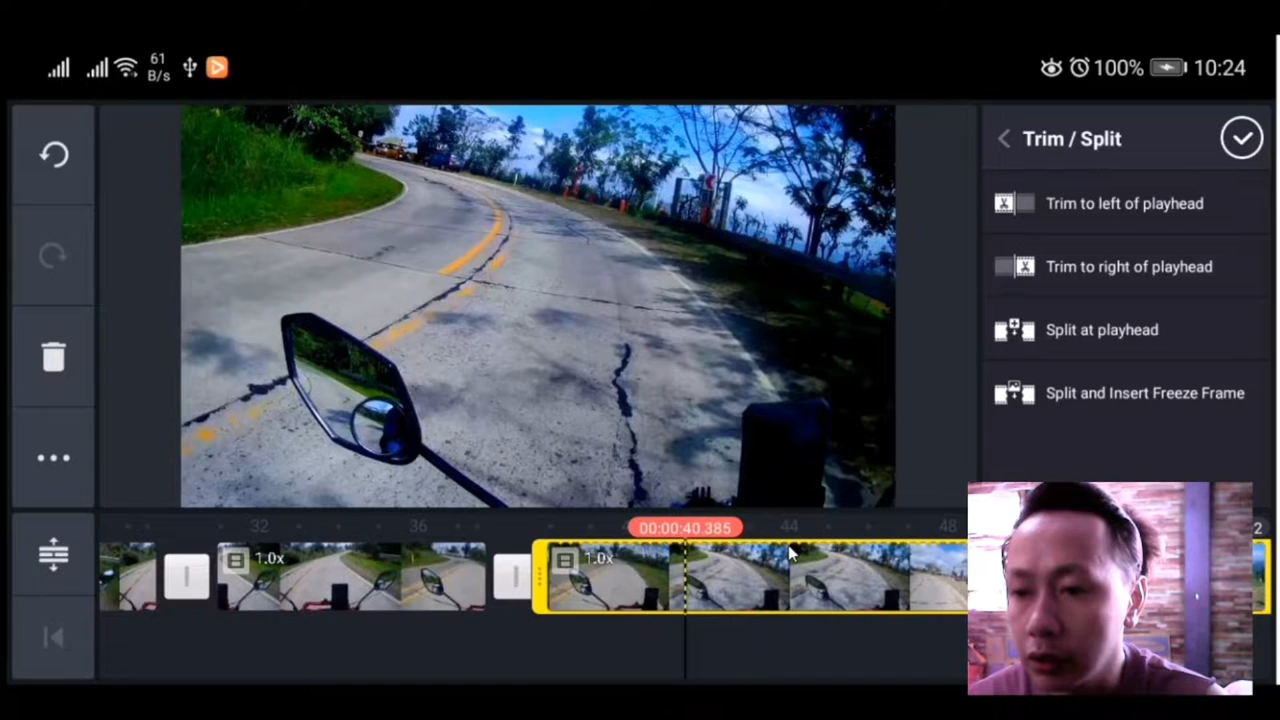 61
B/s
100%
10:24
Trim / Split
Trim to left of playhead
Trim to right of playhead
Split at playhead
Split and Insert Freeze Frame
32
36
00:00:40.385
44
48
2
1.0x
1.0x